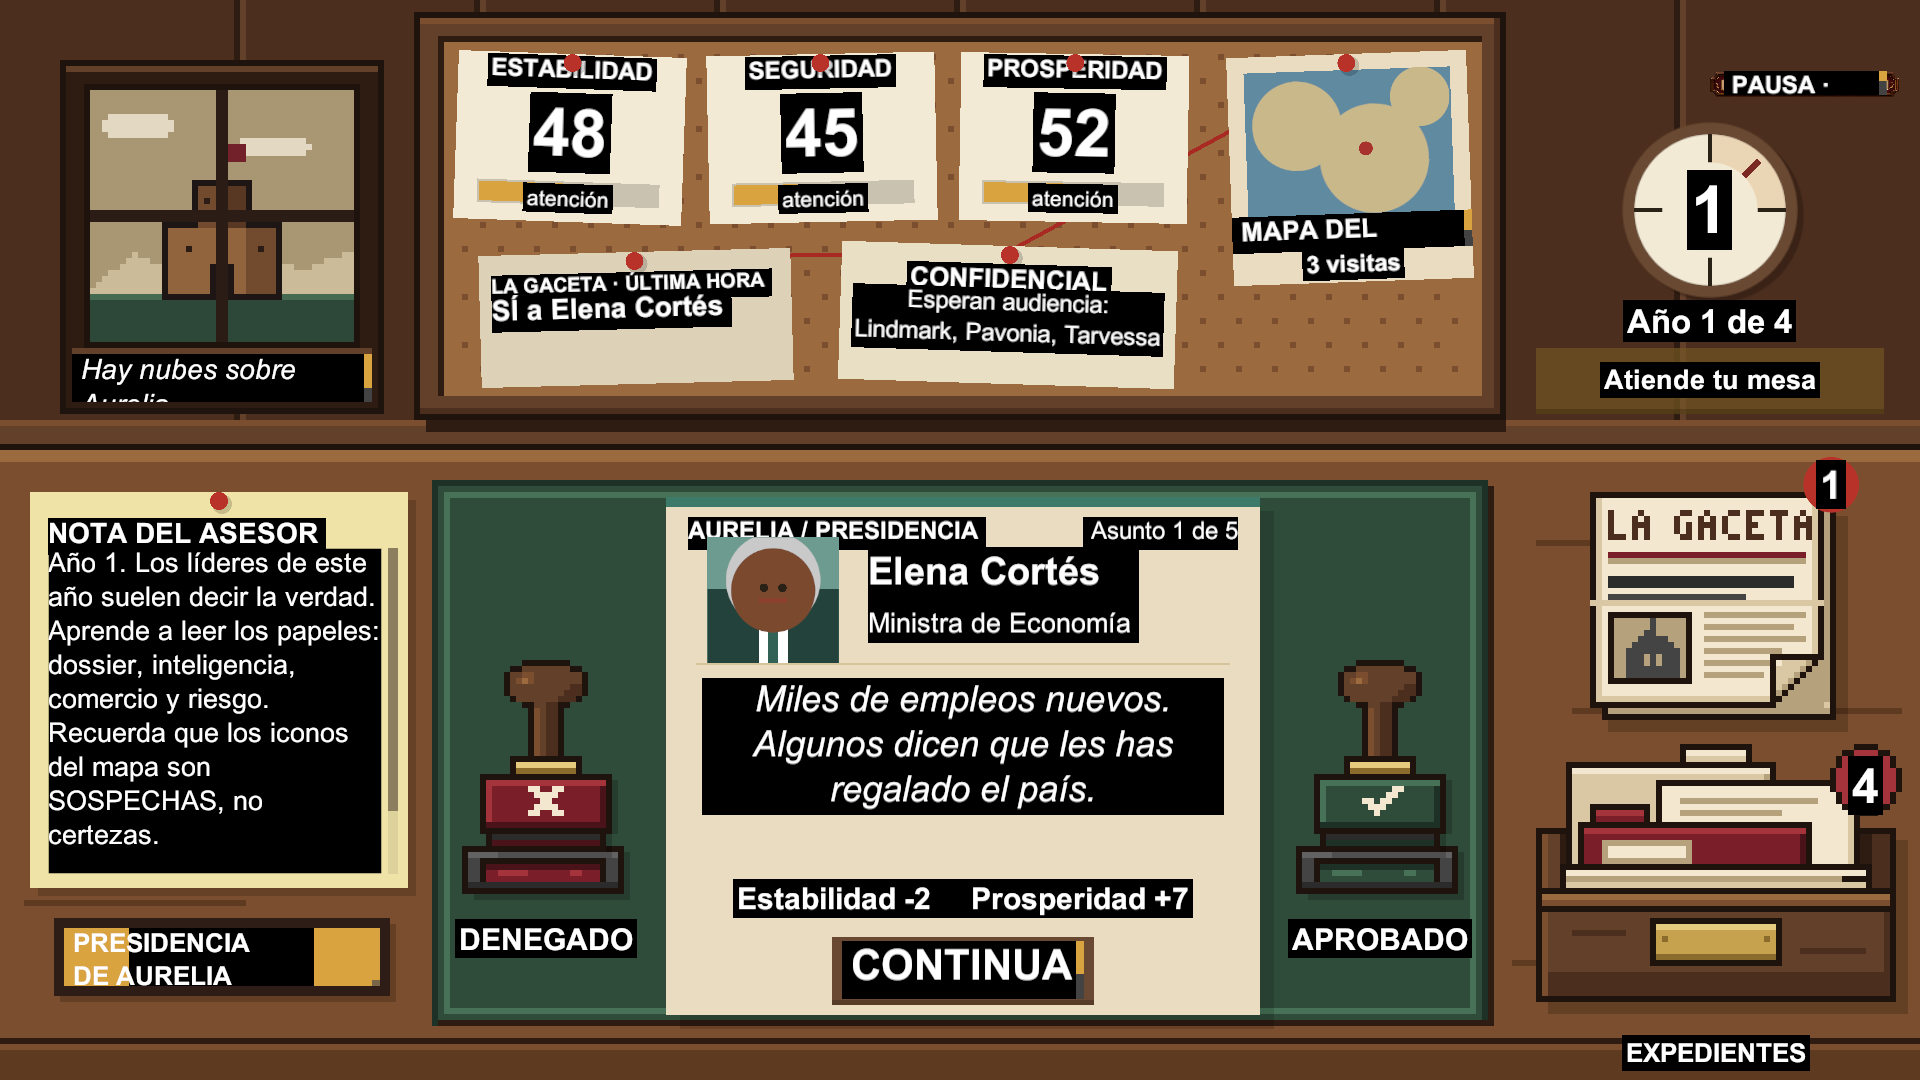 ESTABILIDAD
48
atención
SEGURIDAD
45
atención
PROSPERIDAD
52
atención
MAPA DEL
3 visitas
LA GACETA · ÚLTIMA HORA
SÍ a Elena Cortés
CONFIDENCIAL
Esperan audiencia:
Lindmark, Pavonia, Tarvessa
Hay nubes sobre
PAUSA ·
1
Año 1 de 4
Atiende tu mesa
NOTA DEL ASESOR
Año 1. Los líderes de este
año suelen decir la verdad.
Aprende a leer los papeles:
dossier, inteligencia,
comercio y riesgo.
Recuerda que los iconos
del mapa son
SOSPECHAS, no
certezas.
PRESIDENCIA
DE AURELIA
AURELIA / PRESIDENCIA
Asunto 1 de 5
Elena Cortés
Ministra de Economía
Miles de empleos nuevos.
Algunos dicen que les has
regalado el país.
Estabilidad -2 Prosperidad +7
CONTINUA
DENEGADO
APROBADO
1
LA GACETA
4
EXPEDIENTES